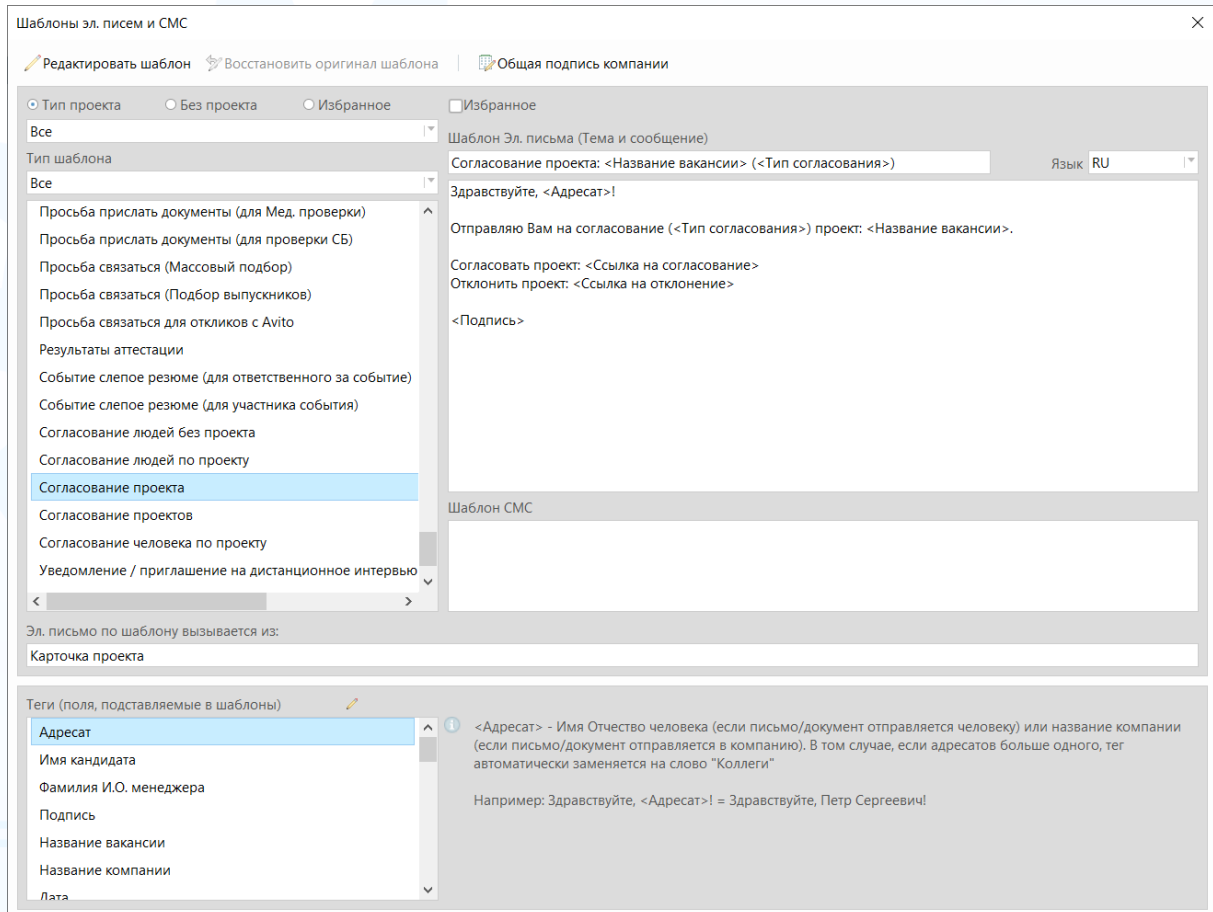 Шаблоны эл. писем и СМС
Редактировать шаблон Восстановить оригинал шаблона Общая подпись компании
Тип проекта Без проекта Избранное
Все
Тип шаблона
Все
Просьба прислать документы (для Мед. проверки)
Просьба прислать документы (для проверки СБ)
Просьба связаться (Массовый подбор)
Просьба связаться (Подбор выпускников)
Просьба связаться для откликов с Avito
Результаты аттестации
Событие слепое резюме (для ответственного за событие)
Событие слепое резюме (для участника события)
Согласование людей без проекта
Согласование людей по проекту
Согласование проекта
Согласование проектов
Согласование человека по проекту
Уведомление / приглашение на дистанционное интервью
Избранное
Шаблон Эл. письма (Тема и сообщение)
Согласование проекта: <Название вакансии> (<Тип согласования>)
Язык RU
Здравствуйте, <Адресат>!
Отправляю Вам на согласование (<Тип согласования>) проект: <Название вакансии>.
Согласовать проект: <Ссылка на согласование>
Отклонить проект: <Ссылка на отклонение>
<Подпись>
Шаблон СМС
Эл. письмо по шаблону вызывается из:
Карточка проекта
Теги (поля, подставляемые в шаблоны)
Адресат
Имя кандидата
Фамилия И.О. менеджера
Подпись
Название вакансии
Название компании
Дата
<Адресат> - Имя Отчество человека (если письмо/документ отправляется человеку) или название компании
(если письмо/документ отправляется в компанию). В том случае, если адресатов больше одного, тег
автоматически заменяется на слово "Коллеги"
Например: Здравствуйте, <Адресат>! = Здравствуйте, Петр Сергеевич!